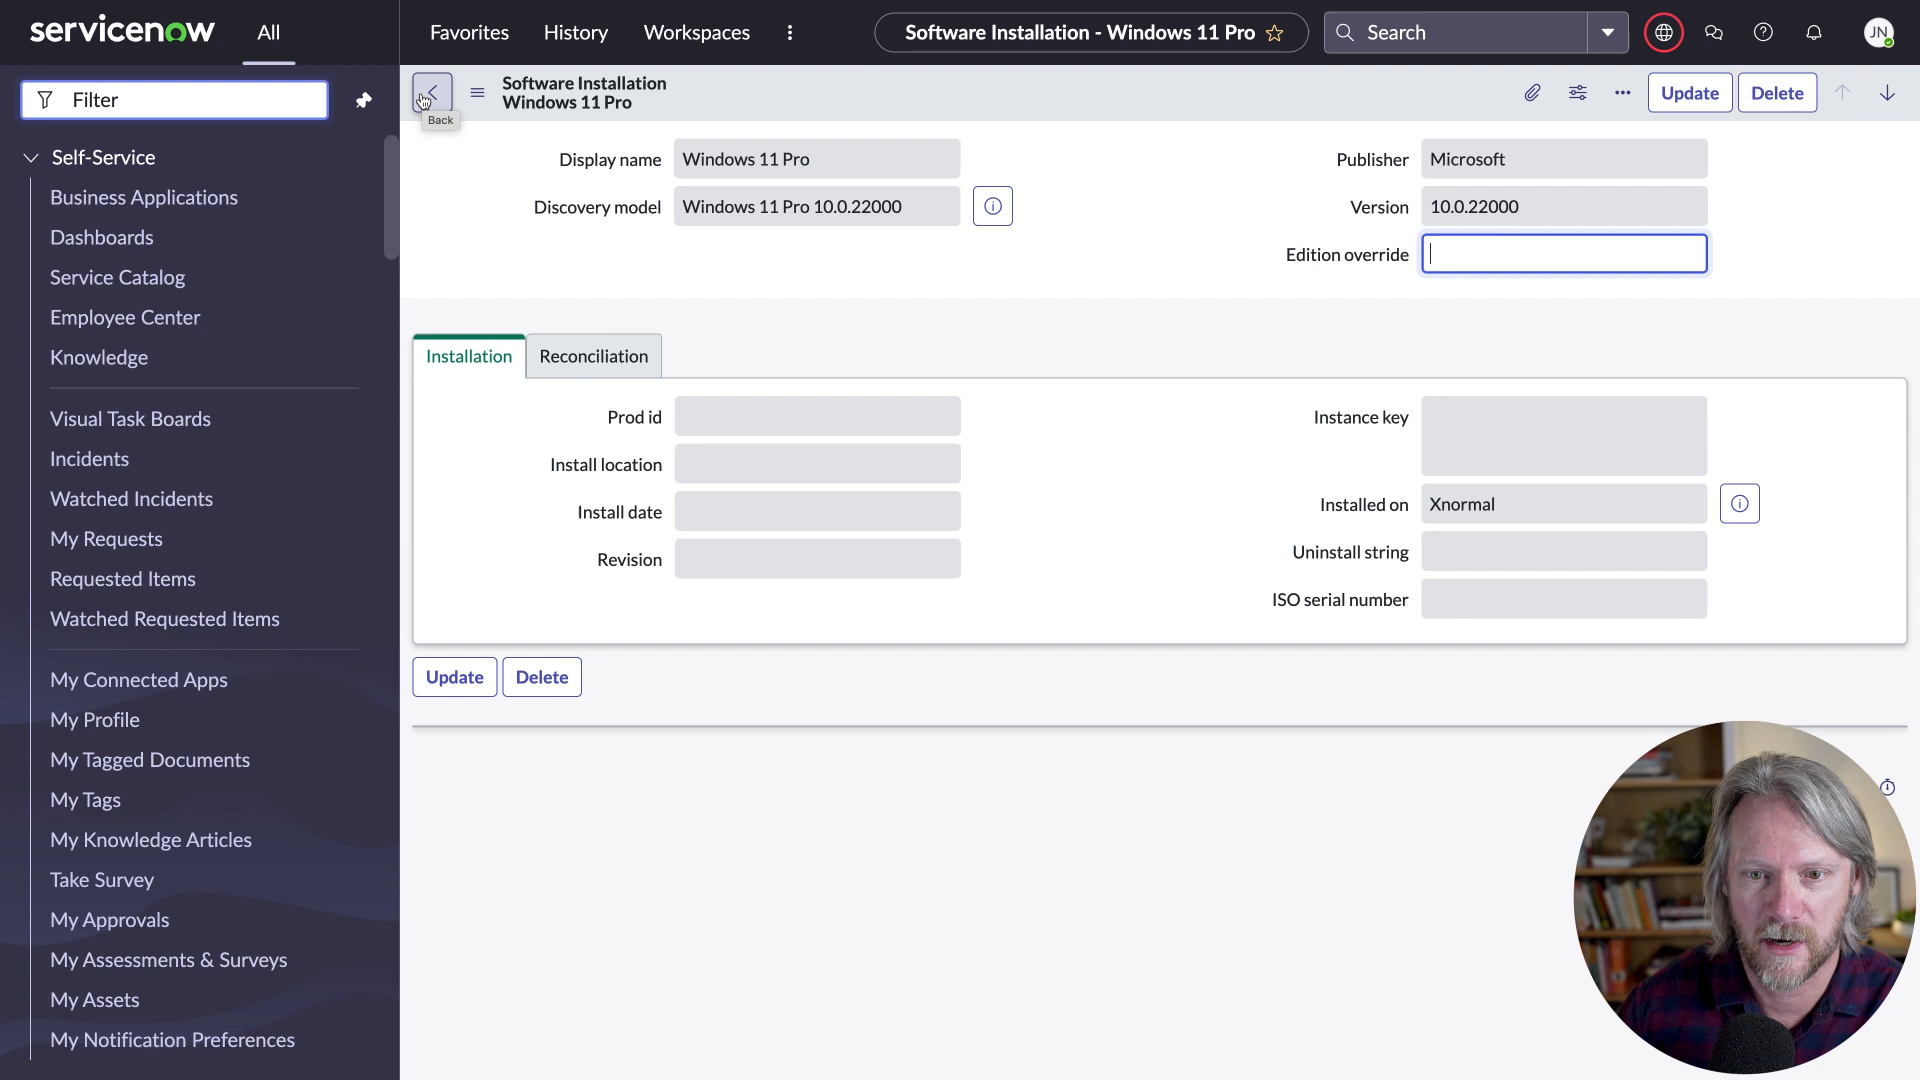 servicenow
All
Favorites
History
Workspaces
Software Installation - Windows 11 Pro
Search
JN
Filter
Self-Service
Business Applications
Dashboards
Service Catalog
Employee Center
Knowledge
Visual Task Boards
Incidents
Watched Incidents
My Requests
Requested Items
Watched Requested Items
My Connected Apps
My Profile
My Tagged Documents
My Tags
My Knowledge Articles
Take Survey
My Approvals
My Assessments & Surveys
My Assets
My Notification Preferences
Software Installation
Windows 11 Pro
Back
Update
Delete
Display name
Windows 11 Pro
Discovery model
Windows 11 Pro 10.0.22000
Publisher
Microsoft
Version
10.0.22000
Edition override
Installation
Reconciliation
Prod id
Install location
Install date
Revision
Instance key
Installed on
Xnormal
Uninstall string
ISO serial number
Update
Delete